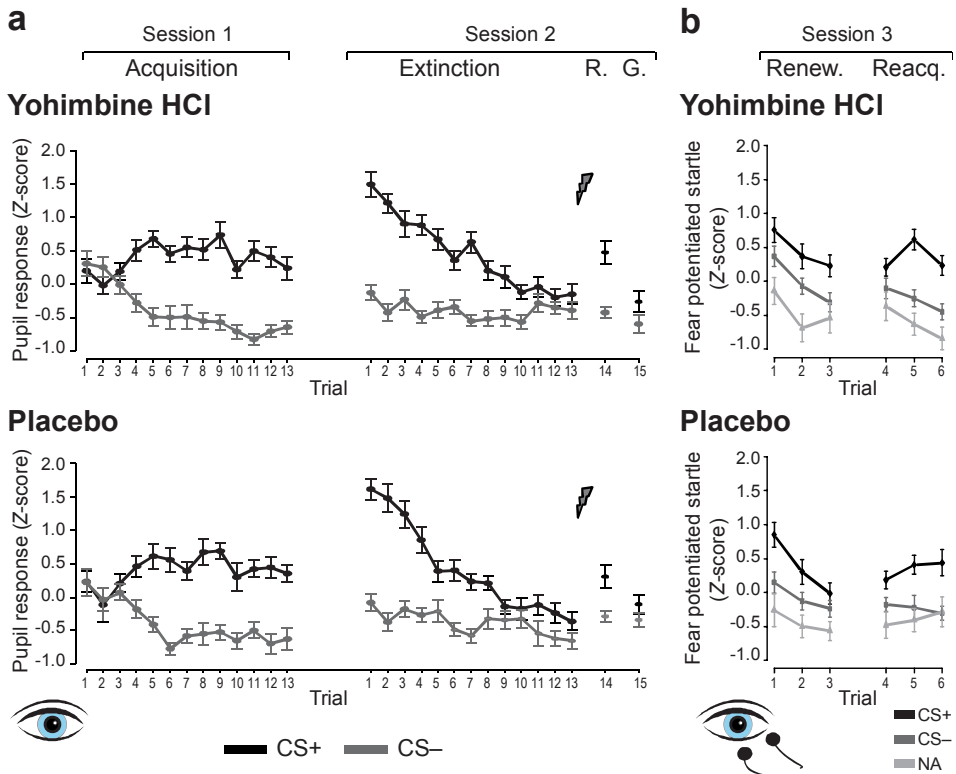 a
Session 1
Session 2
Acquisition
Extinction
R. G.
Yohimbine HCl
Pupil response (Z-score)
2.0
1.5
1.0
0.5
0.0
-0.5
-1.0
1 2 3 4 5 6 7 8 9 10 11 12 13
1 2 3 4 5 6 7 8 9 10 11 12 13 14 15
Trial
Placebo
Pupil response (Z-score)
2.0
1.5
1.0
0.5
0.0
-0.5
-1.0
1 2 3 4 5 6 7 8 9 10 11 12 13
1 2 3 4 5 6 7 8 9 10 11 12 13 14 15
Trial
CS+ CS–
b
Session 3
Renew. Reacq.
Yohimbine HCl
Fear potentiated startle
(Z-score)
2.0
1.5
1.0
0.5
0.0
-0.5
-1.0
1 2 3 4 5 6
Trial
Placebo
Fear potentiated startle
(Z-score)
2.0
1.5
1.0
0.5
0.0
-0.5
-1.0
1 2 3 4 5 6
Trial
CS+
CS–
NA